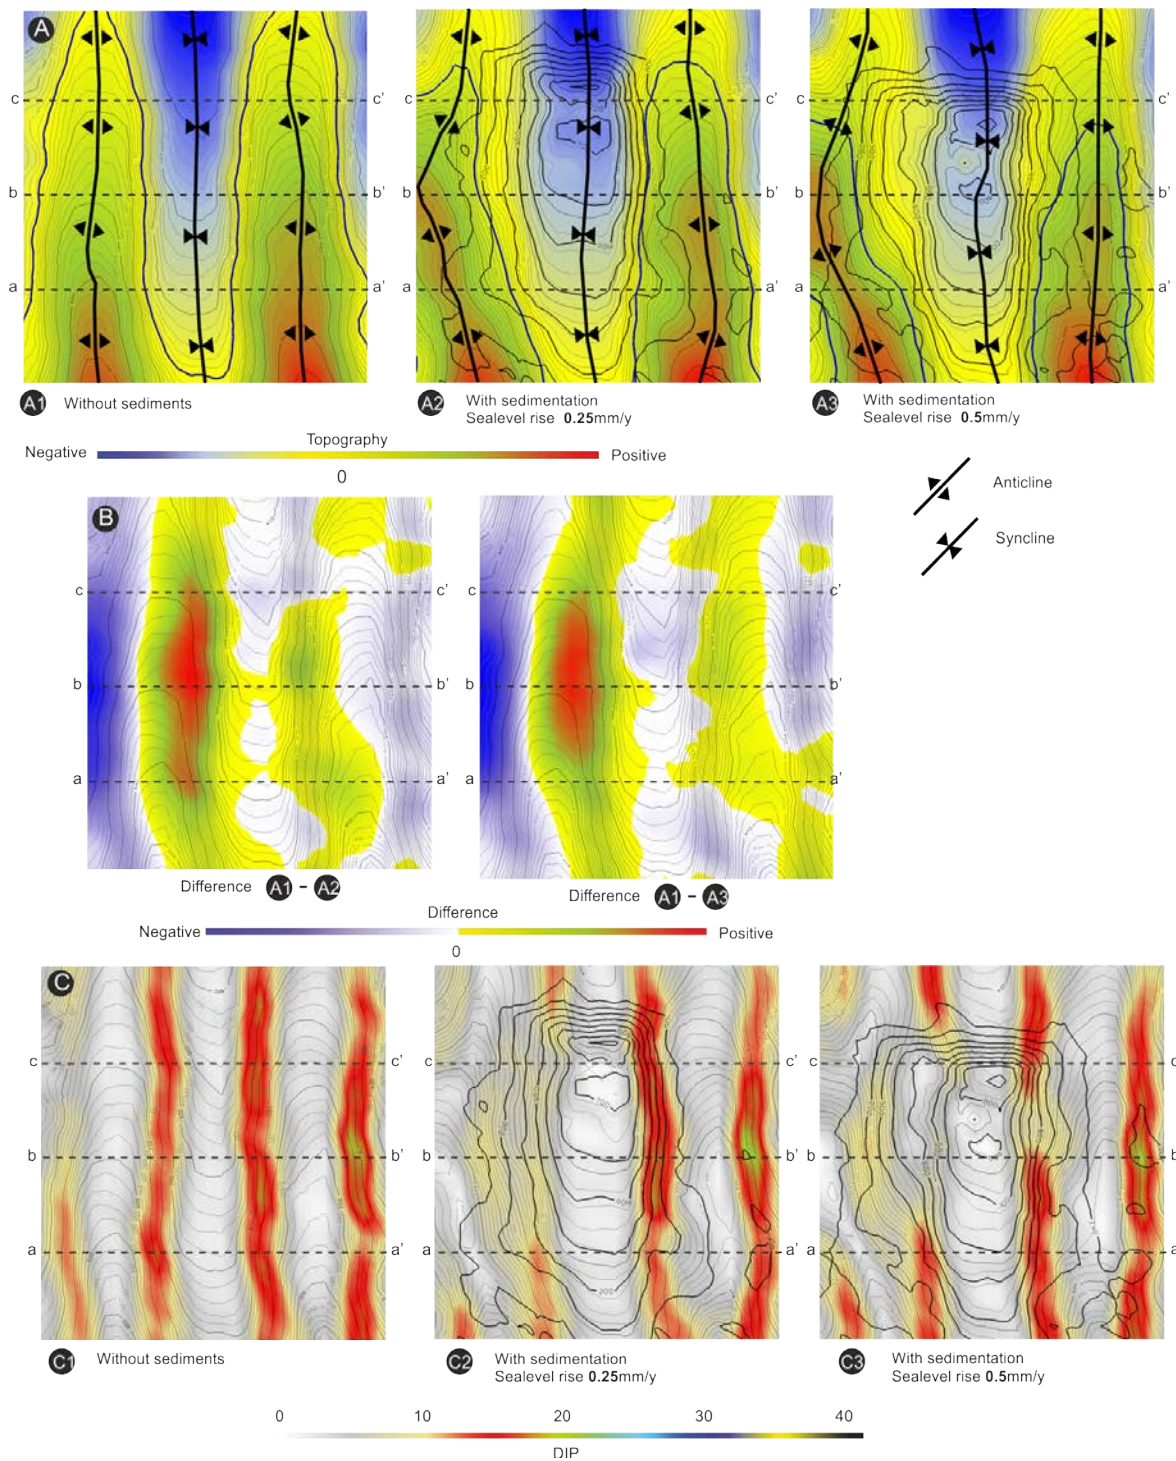 A
c c' c' c'
b b' b' b'
a a' a' a'
A1 Without sediments
A2 With sedimentation
Sealevel rise 0.25mm/y
A3 With sedimentation
Sealevel rise 0.5mm/y
Topography
Negative Positive
0
Anticline
Syncline
B
c c' c c'
b b' b b'
a a' a a'
Difference A1 - A2
Difference A1 - A3
Difference
Negative Positive
0
C
c c' c c' c c
b b' b b' b b
a a' a a' a a
C1 Without sediments
C2 With sedimentation
Sealevel rise 0.25mm/y
C3 With sedimentation
Sealevel rise 0.5mm/y
0 10 20 30 40
DIP